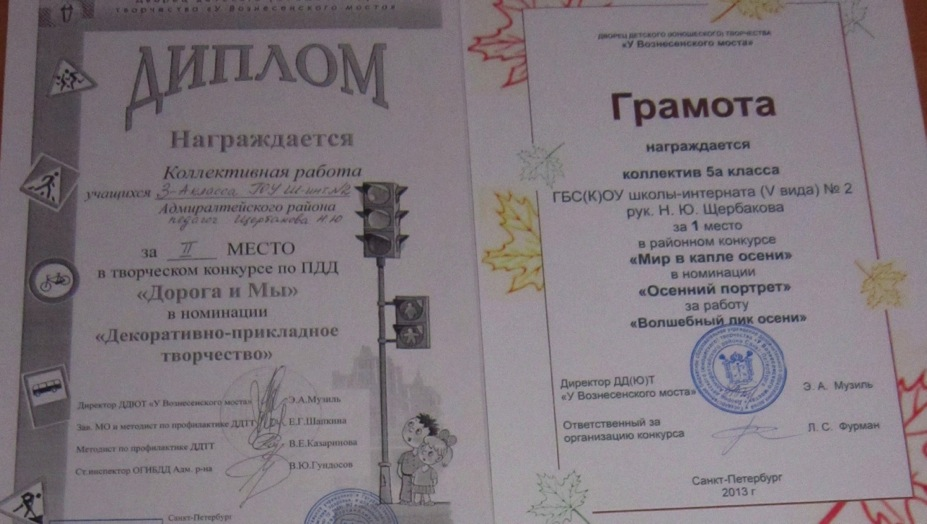 творчества «У Вознесенского моста»
ДИПЛОМ
Награждается
Коллективная работа
учащихся 3-А класса ГОУ Ш-инт.№2
Адмиралтейского района
педагог Щербакова Н.Ю
за II МЕСТО
в творческом конкурсе по ПДД
«Дорога и Мы»
в номинации
«Декоративно-прикладное
творчество»
Директор ДДЮТ «У Вознесенского моста» Э.А.Музиль
Зав. МО и методист по профилактике ДДТТ Е.Г.Шапкина
Методист по профилактике ДДТТ В.Е.Казаринова
Ст.инспектор ОГИБДД Адм. р-на В.Ю.Гундосов
Санкт-Петербург
ДВОРЕЦ ДЕТСКОГО (ЮНОШЕСКОГО) ТВОРЧЕСТВА
«У Вознесенского моста»
Грамота
награждается
коллектив 5а класса
ГБС(К)ОУ школы-интерната (V вида) № 2
рук. Н. Ю. Щербакова
за 1 место
в районном конкурсе
«Мир в капле осени»
в номинации
«Осенний портрет»
за работу
«Волшебный лик осени»
Директор ДД(Ю)Т
«У Вознесенского моста» Э. А. Музиль
Ответственный за
организацию конкурса Л. С. Фурман
Санкт-Петербург
2013 г